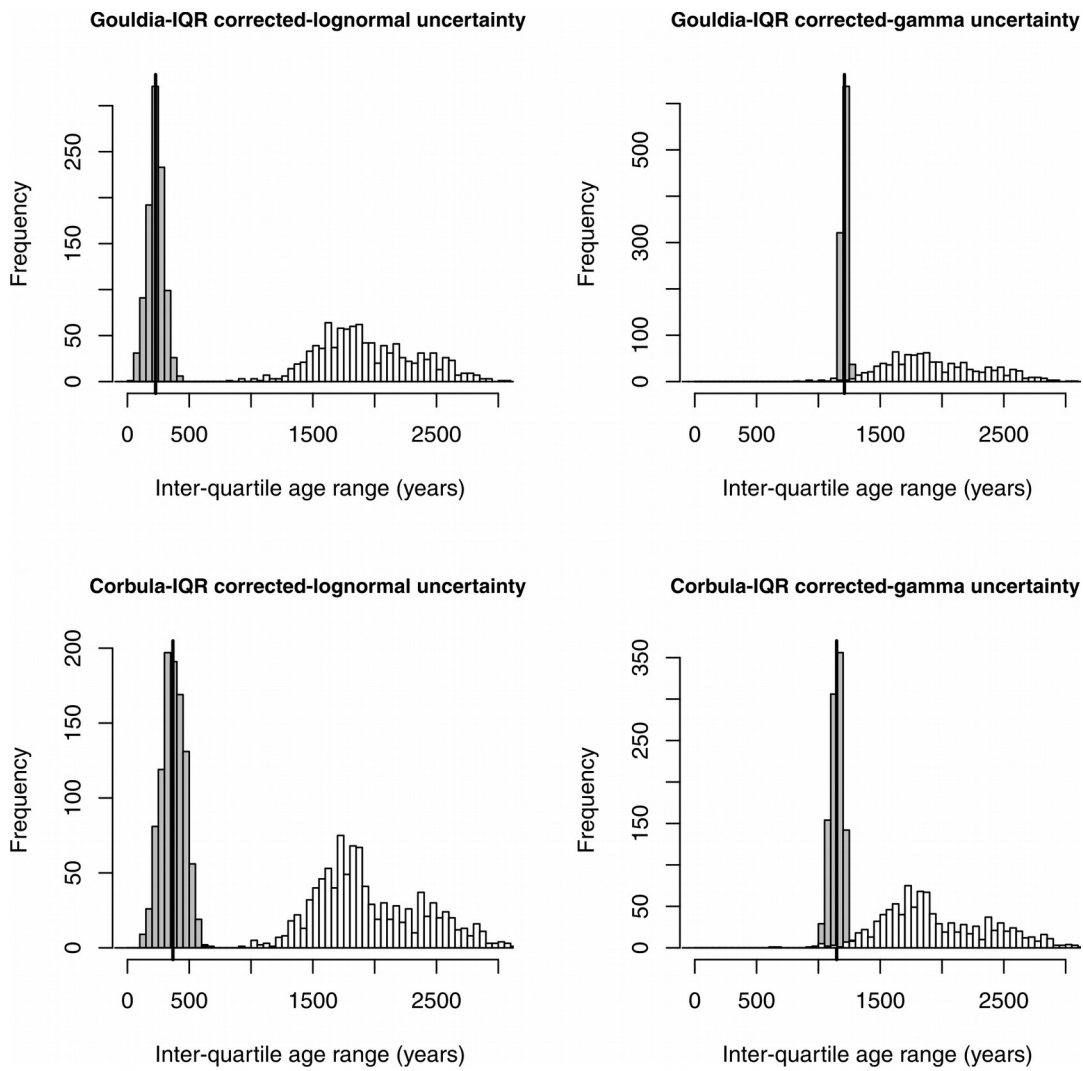 Gouldia-IQR corrected-lognormal uncertainty
Frequency
250
150
50
0
0 500 1500 2500
Inter-quartile age range (years)
Gouldia-IQR corrected-gamma uncertainty
Frequency
500
300
100
0
0 500 1500 2500
Inter-quartile age range (years)
Corbula-IQR corrected-lognormal uncertainty
Frequency
200
150
100
50
0
0 500 1500 2500
Inter-quartile age range (years)
Corbula-IQR corrected-gamma uncertainty
Frequency
350
250
150
50
0
0 500 1500 2500
Inter-quartile age range (years)